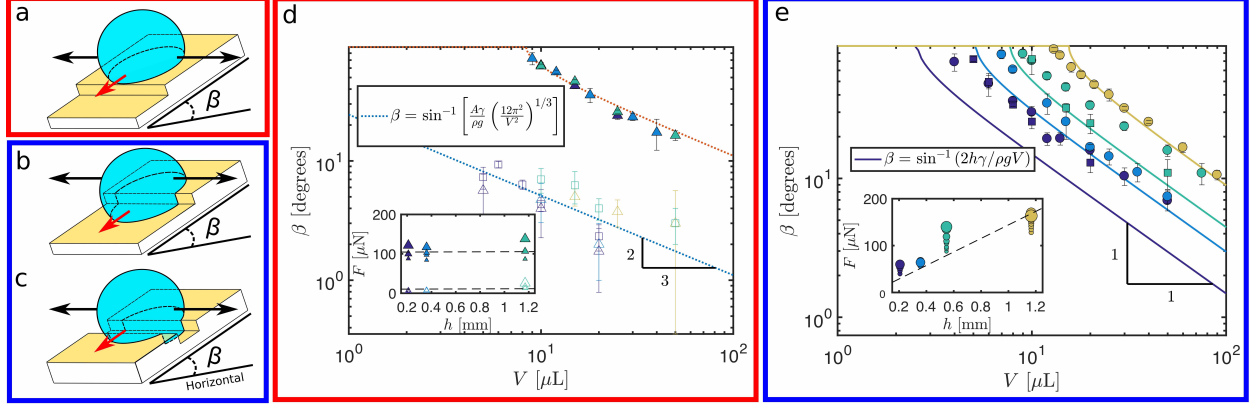 a
β
b
β
c
β
Horizontal
d
β = sin⁻¹ [ Aγ/ρg (12π²/V²)^{1/3} ]
10¹
10⁰
β [degrees]
2
3
200
100
0
F [μN]
0.2 0.4 0.6 0.8 1 1.2
h [mm]
10⁰ 10¹ 10²
V [μL]
e
β = sin⁻¹ (2hγ/ρgV)
10¹
10⁰
β [degrees]
1
1
200
100
0
F [μN]
0.2 0.4 0.6 0.8 1 1.2
h [mm]
10⁰ 10¹ 10²
V [μL]